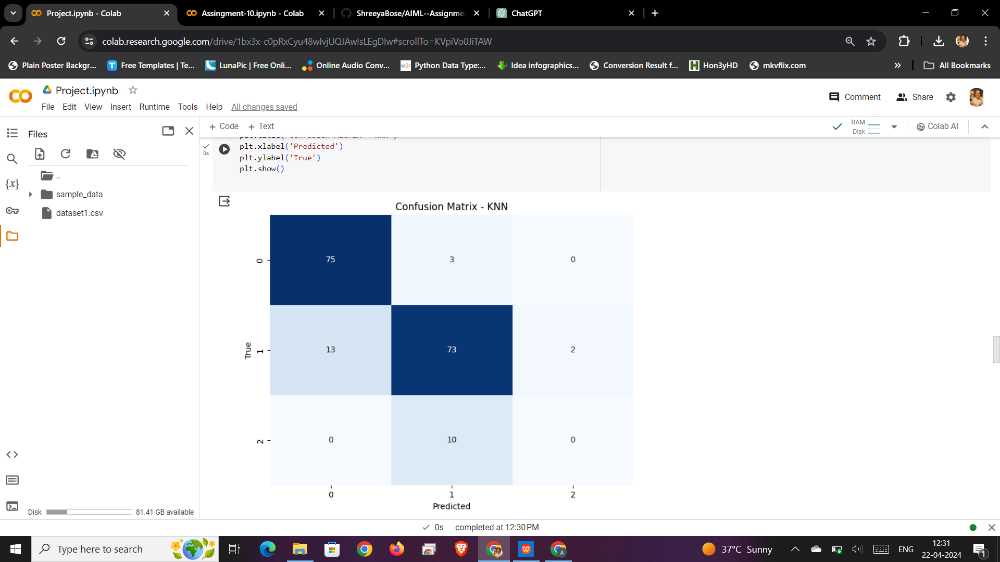 Project.ipynb - Colab
Assingment-10.ipynb - Colab
ShreeyaBose/AIML--Assignme
ChatGPT
colab.research.google.com/drive/1bx3x-c0pRxCyu48wIvjUQJAwIsLEgDIw#scrollTo=KVpiVo0JiTAW
Plain Poster Backgr...
Free Templates | Te...
LunaPic | Free Onli...
Online Audio Conv...
w3r
Python Data Type:...
Idea infographics...
Conversion Result f...
Hon3yHD
mkvflix.com
All Bookmarks
Project.ipynb
Comment
Share
File Edit View Insert Runtime Tools Help All changes saved
Files
+ Code + Text
RAM
Disk
Colab AI
0s
plt.xlabel('Predicted')
plt.ylabel('True')
plt.show()
{x}
..
sample_data
dataset1.csv
Confusion Matrix - KNN
0 75 3 0
True
1 13 73 2
2 0 10 0
0 1 2
Predicted
Disk 81.41 GB available
0s completed at 12:30 PM
Type here to search
37°C Sunny
ENG
12:31
22-04-2024
1